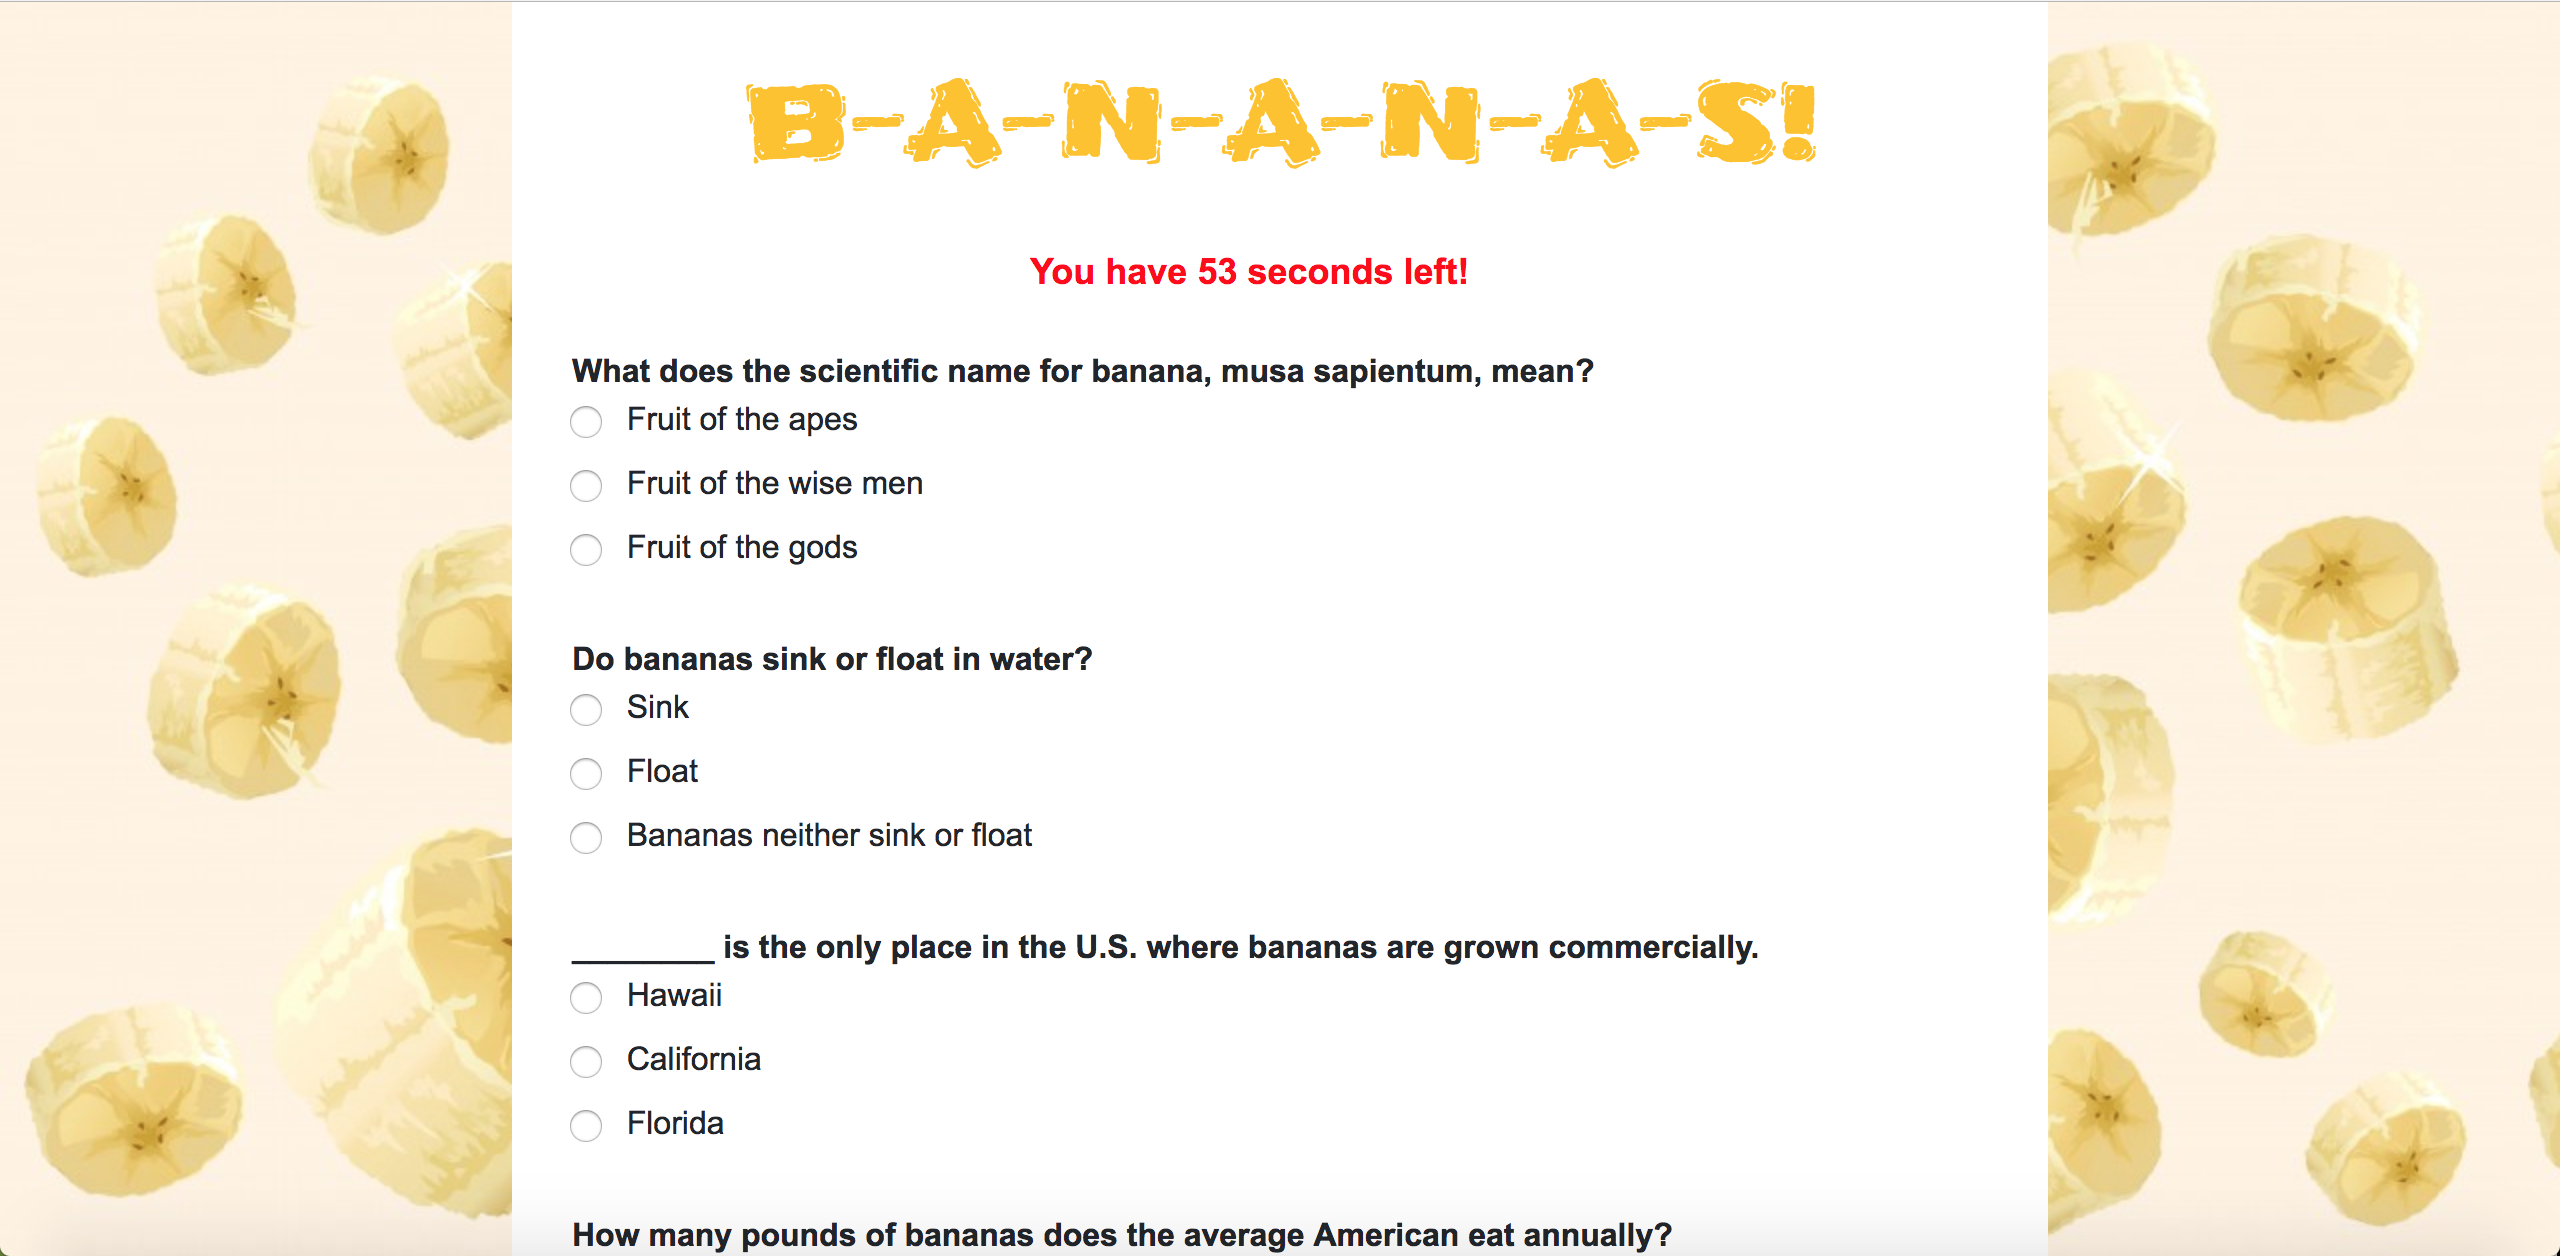 B-A-N-A-N-A-S!
You have 53 seconds left!
What does the scientific name for banana, musa sapientum, mean?
Fruit of the apes
Fruit of the wise men
Fruit of the gods
Do bananas sink or float in water?
Sink
Float
Bananas neither sink or float
________ is the only place in the U.S. where bananas are grown commercially.
Hawaii
California
Florida
How many pounds of bananas does the average American eat annually?